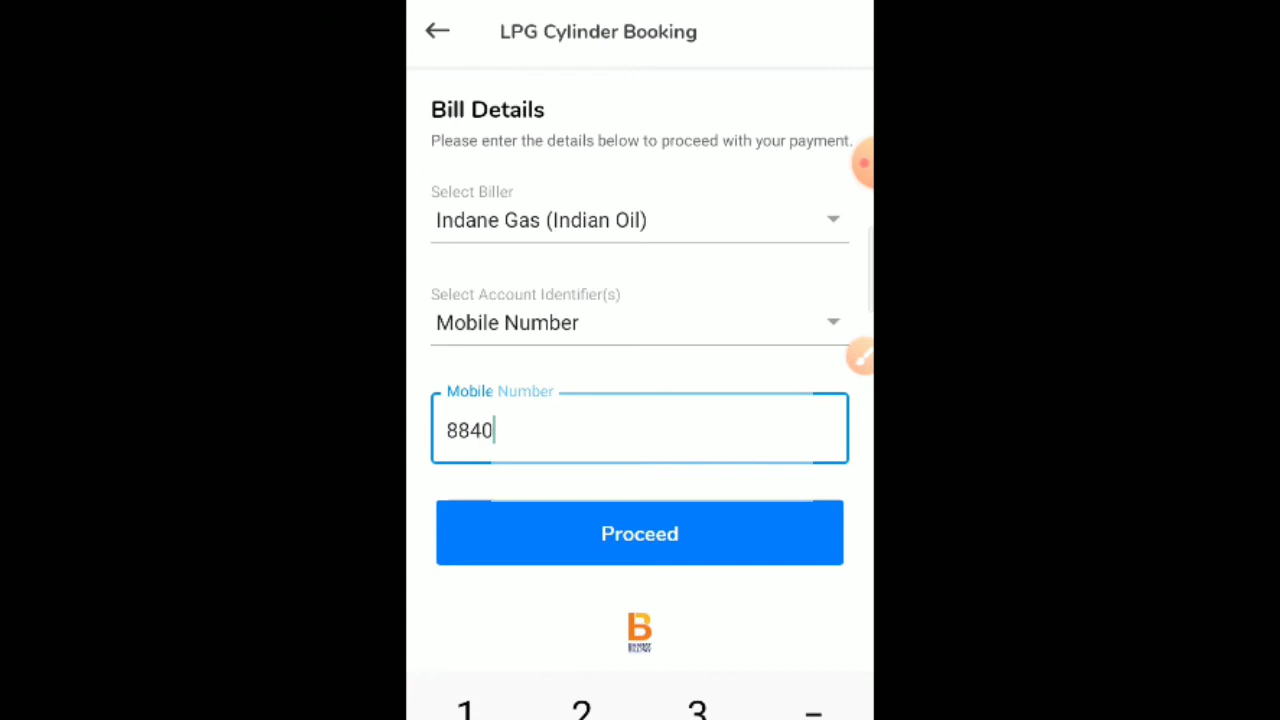 LPG Cylinder Booking
Bill Details
Please enter the details below to proceed with your payment.
Select Biller
Indane Gas (Indian Oil)
Select Account Identifier(s)
Mobile Number
Mobile Number
8840
Proceed
B
1 2 3 -